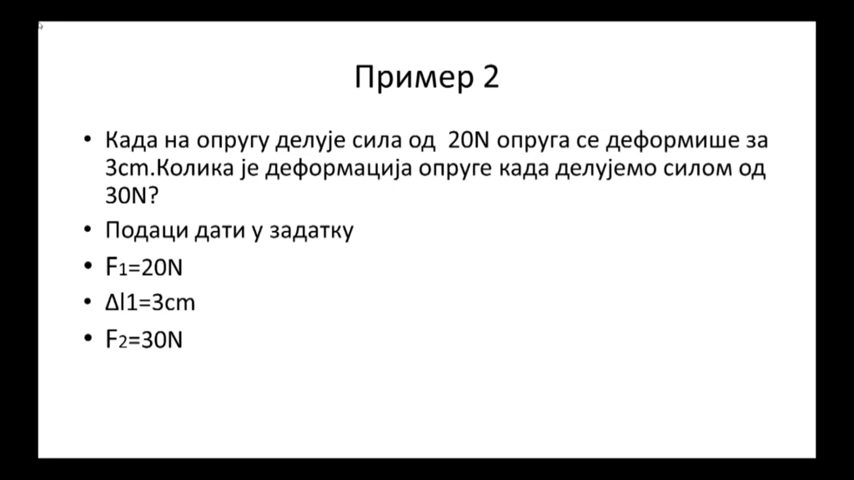 Пример 2
• Када на опругу делује сила од 20N опруга се деформише за
3cm.Колика је деформација опруге када делујемо силом од
30N?
• Подаци дати у задатку
• F1=20N
• Δl1=3cm
• F2=30N